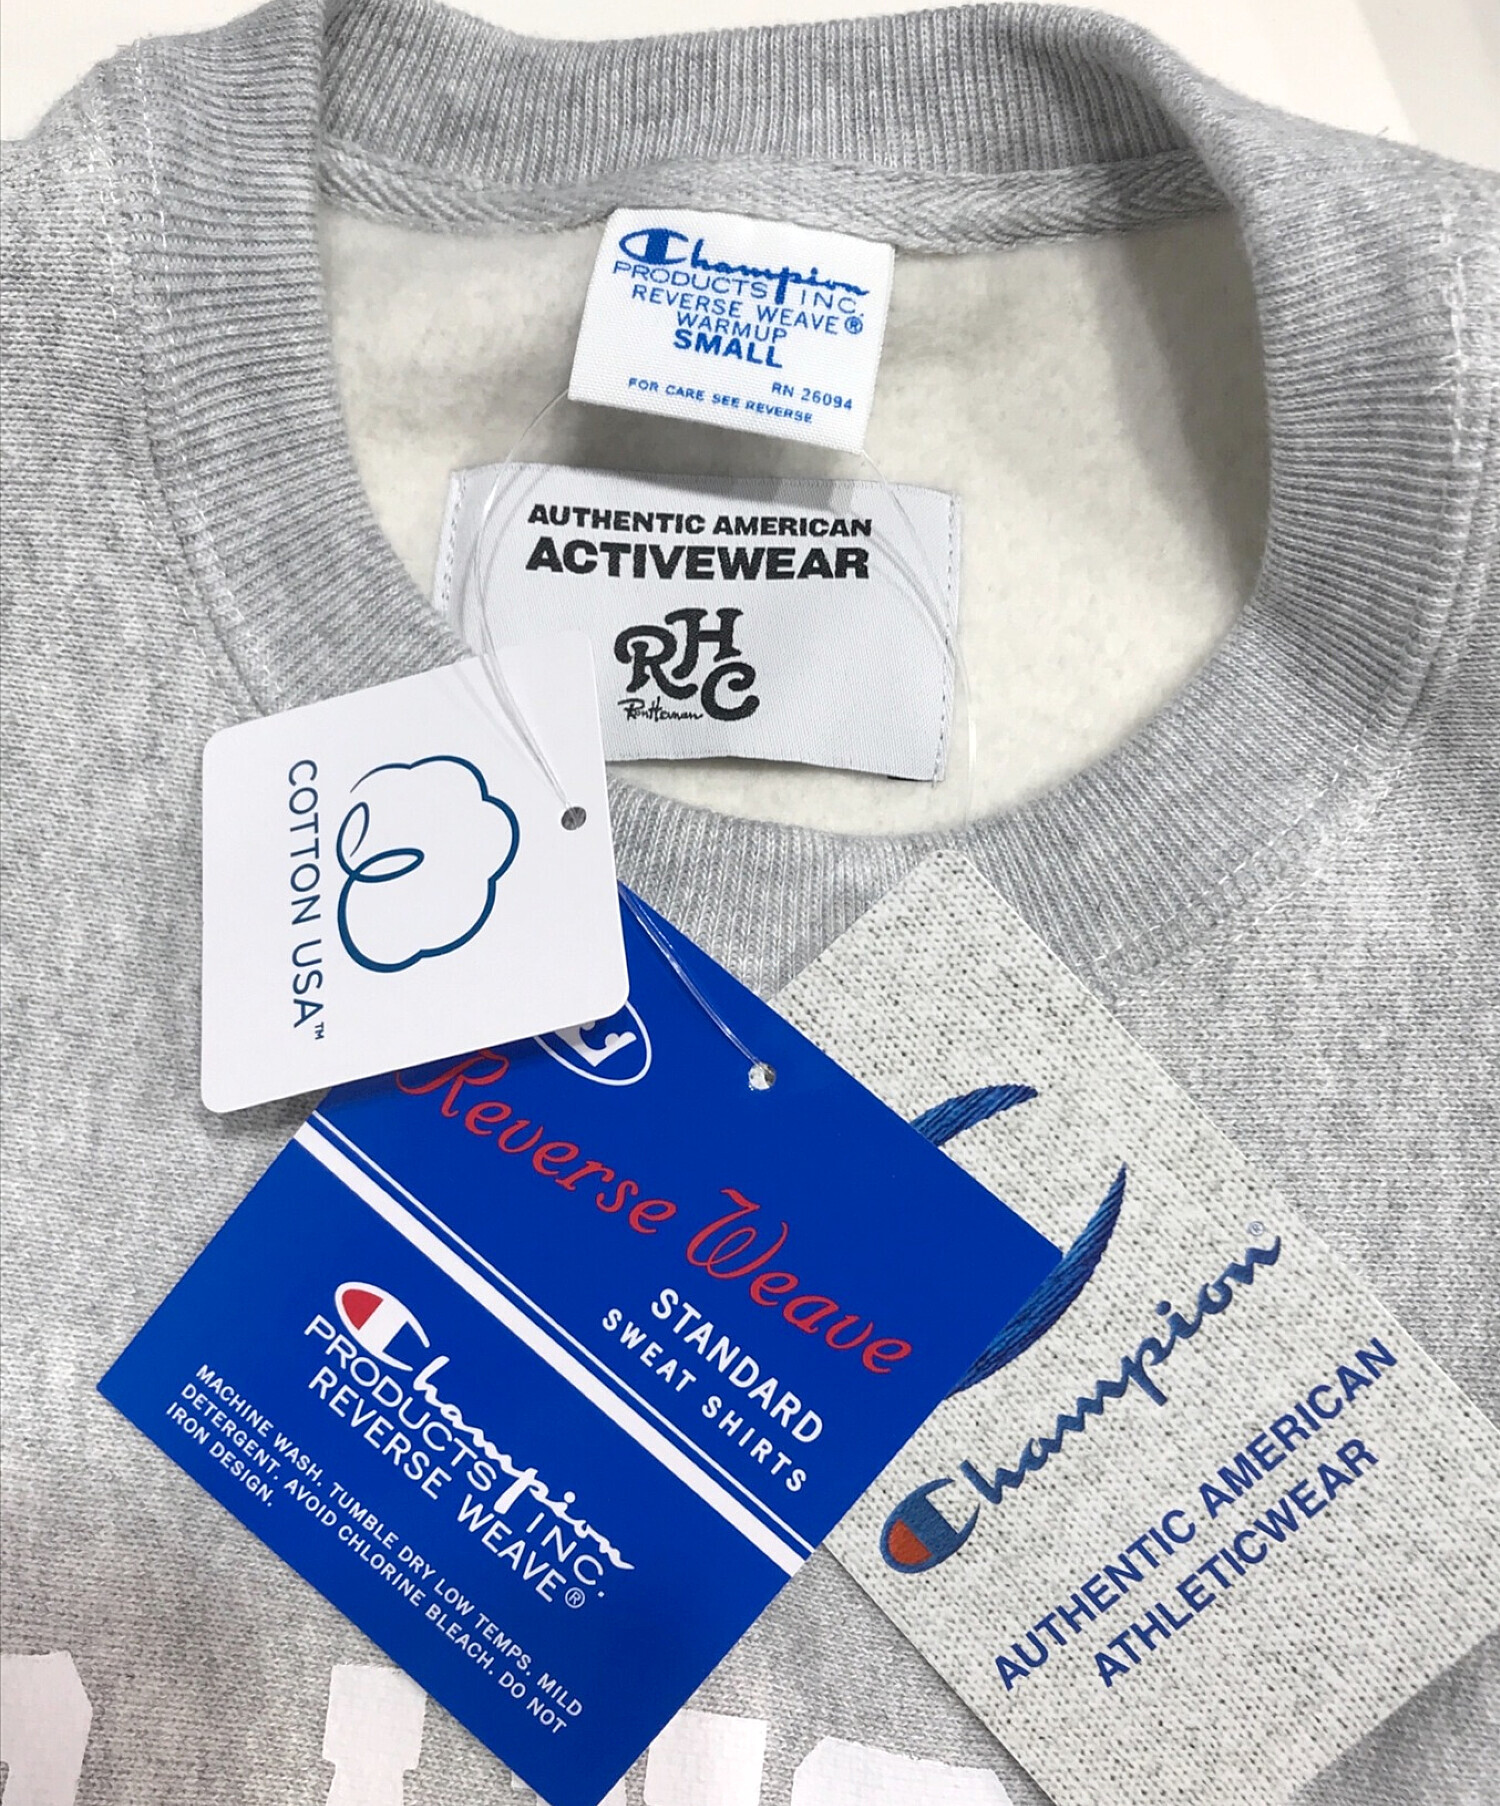 Champion
PRODUCTS INC.
REVERSE WEAVE®
WARMUP
SMALL
RN 26094
FOR CARE SEE REVERSE
AUTHENTIC AMERICAN
ACTIVEWEAR
RHC
Ron Herman
COTTON USA™
Reverse Weave
STANDARD
SWEAT SHIRTS
Champion
PRODUCTS INC.
REVERSE WEAVE®
MACHINE WASH. TUMBLE DRY LOW TEMPS. MILD
DETERGENT. AVOID CHLORINE BLEACH. DO NOT
IRON DESIGN.
Champion®
AUTHENTIC AMERICAN
ATHLETICWEAR